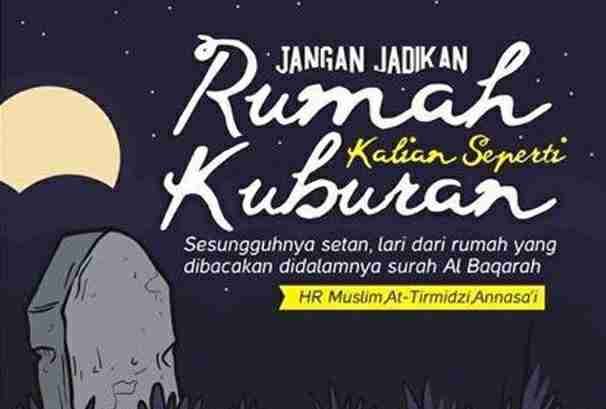 JANGAN JADIKAN
Rumah
Kalian Seperti
Kuburan
Sesungguhnya setan, lari dari rumah yang
dibacakan didalamnya surah Al Baqarah
HR Muslim,At-Tirmidzi,Annasa'i